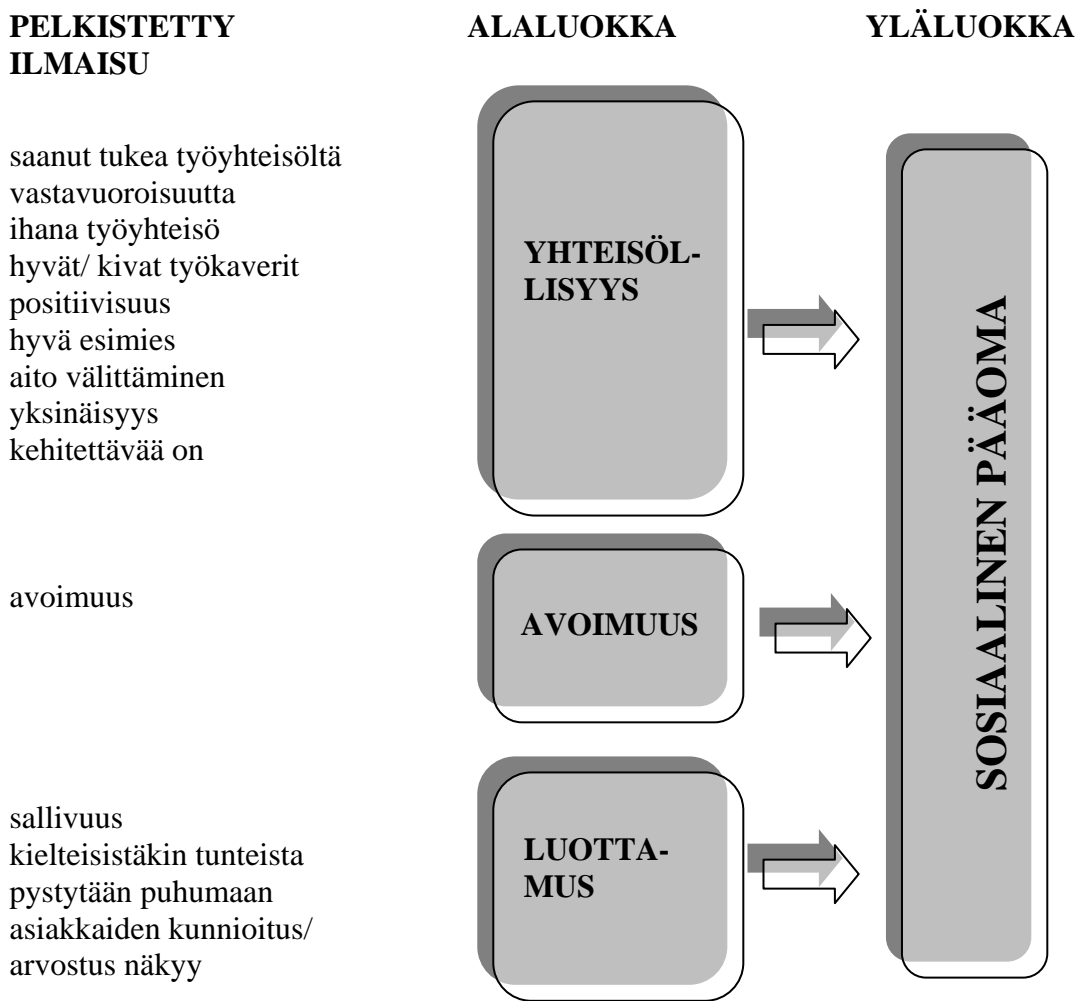 PELKISTETTY ILMAISU
ALALUOKKA
YLÄLUOKKA
saanut tukea työyhteisöltä
vastavuoroisuutta
ihana työyhteisö
hyvät/ kivat työkaverit
positiivisuus
hyvä esimies
aito välittäminen
yksinäisyys
kehitettävää on
YHTEISÖL-
LISYYS
avoimuus
AVOIMUUS
sallivuus
kielteisistäkin tunteista
pystytään puhumaan
asiakkaiden kunnioitus/
arvostus näkyy
LUOTTA-
MUS
SOSIAALINEN PÄÄOMA